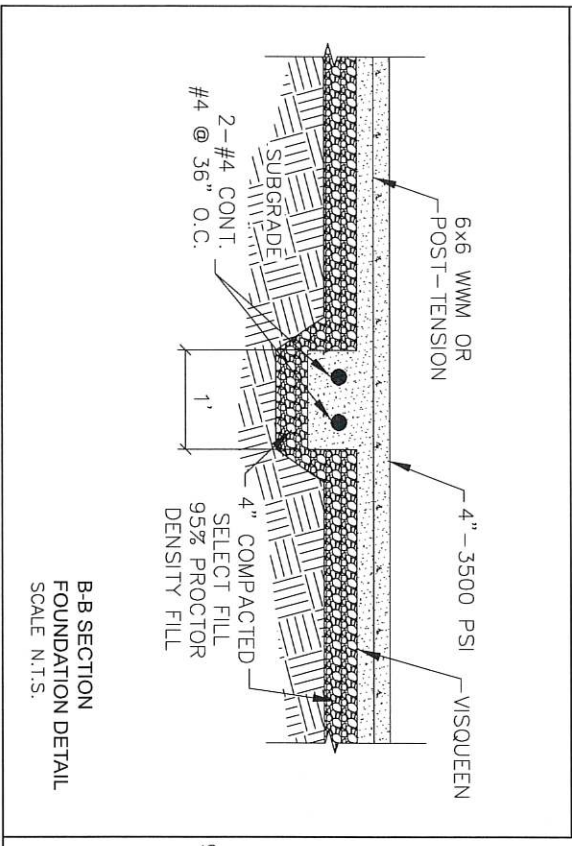 6x6 WWM OR
POST-TENSION
4"-3500 PSI
VISQUEEN
SUBGRADE
2-#4 CONT.
#4 @ 36" O.C.
1'
4" COMPACTED
SELECT FILL
95% PROCTOR
DENSITY FILL
B-B SECTION
FOUNDATION DETAIL
SCALE N.T.S.